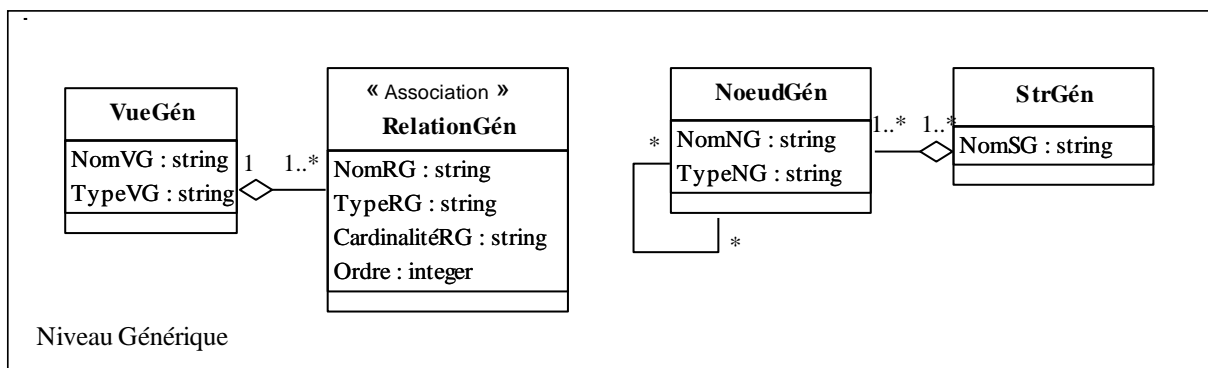 VueGén
NomVG : string
TypeVG : string
1
1..*
« Association »
RelationGén
NomRG : string
TypeRG : string
CardinalitéRG : string
Ordre : integer
NoeudGén
NomNG : string
TypeNG : string
*
*
1..*
1..*
StrGén
NomSG : string
Niveau Générique